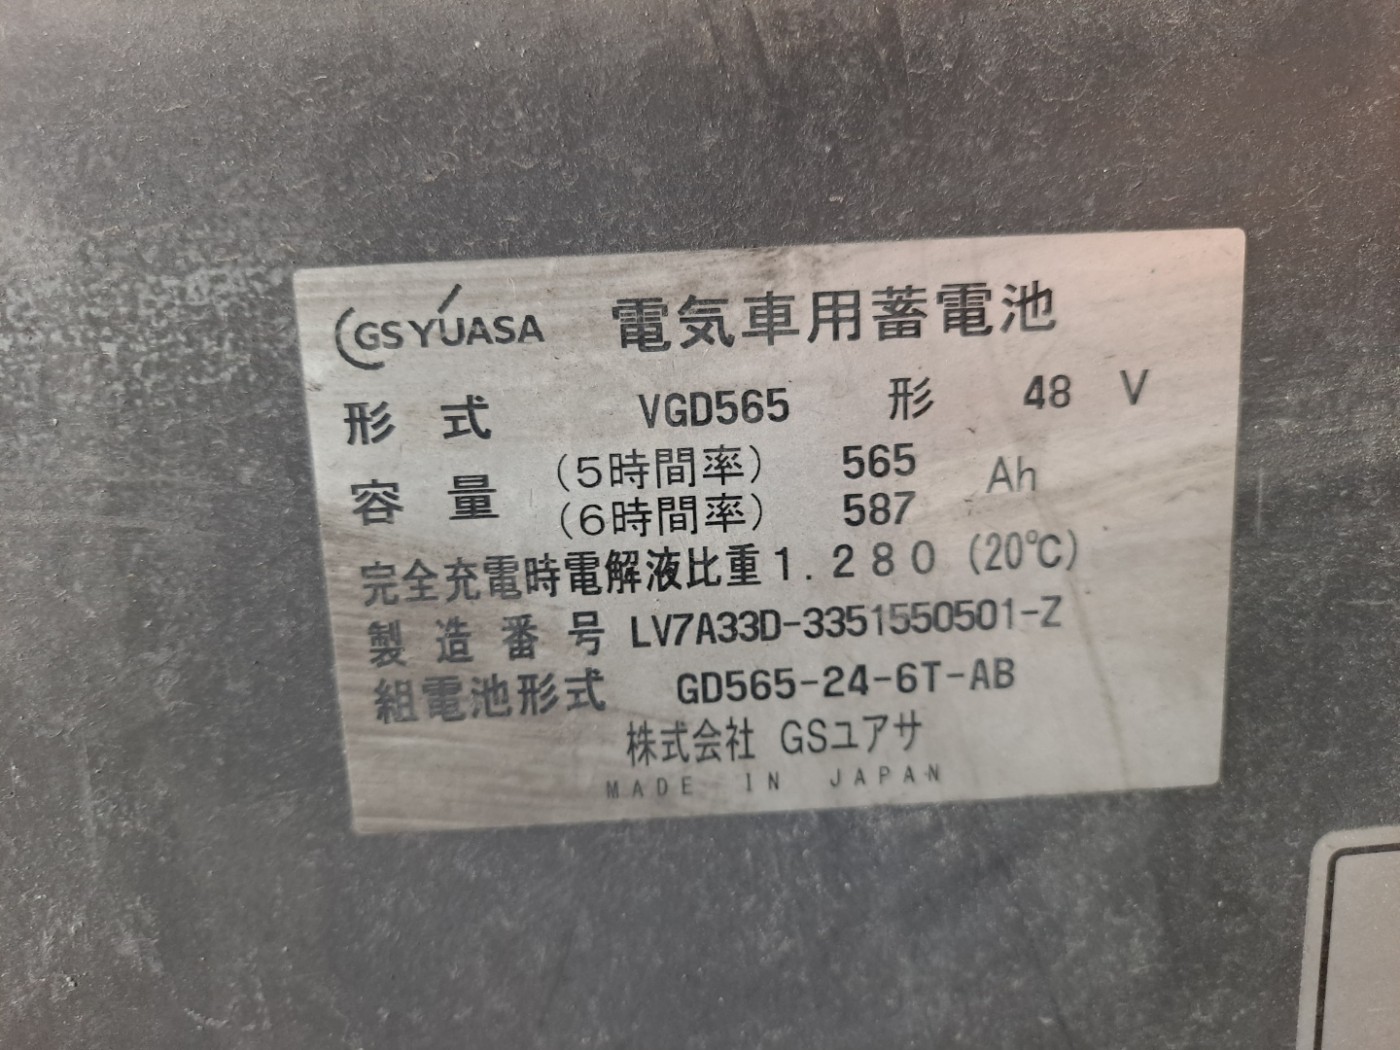 GS YUASA 電気車用蓄電池
形式 VGD565 形 48 V
容量 (5時間率) 565 Ah
(6時間率) 587
完全充電時電解液比重1.280 (20℃)
製造番号 LV7A33D-3351550501-Z
組電池形式 GD565-24-6T-AB
株式会社 GSユアサ
MADE IN JAPAN